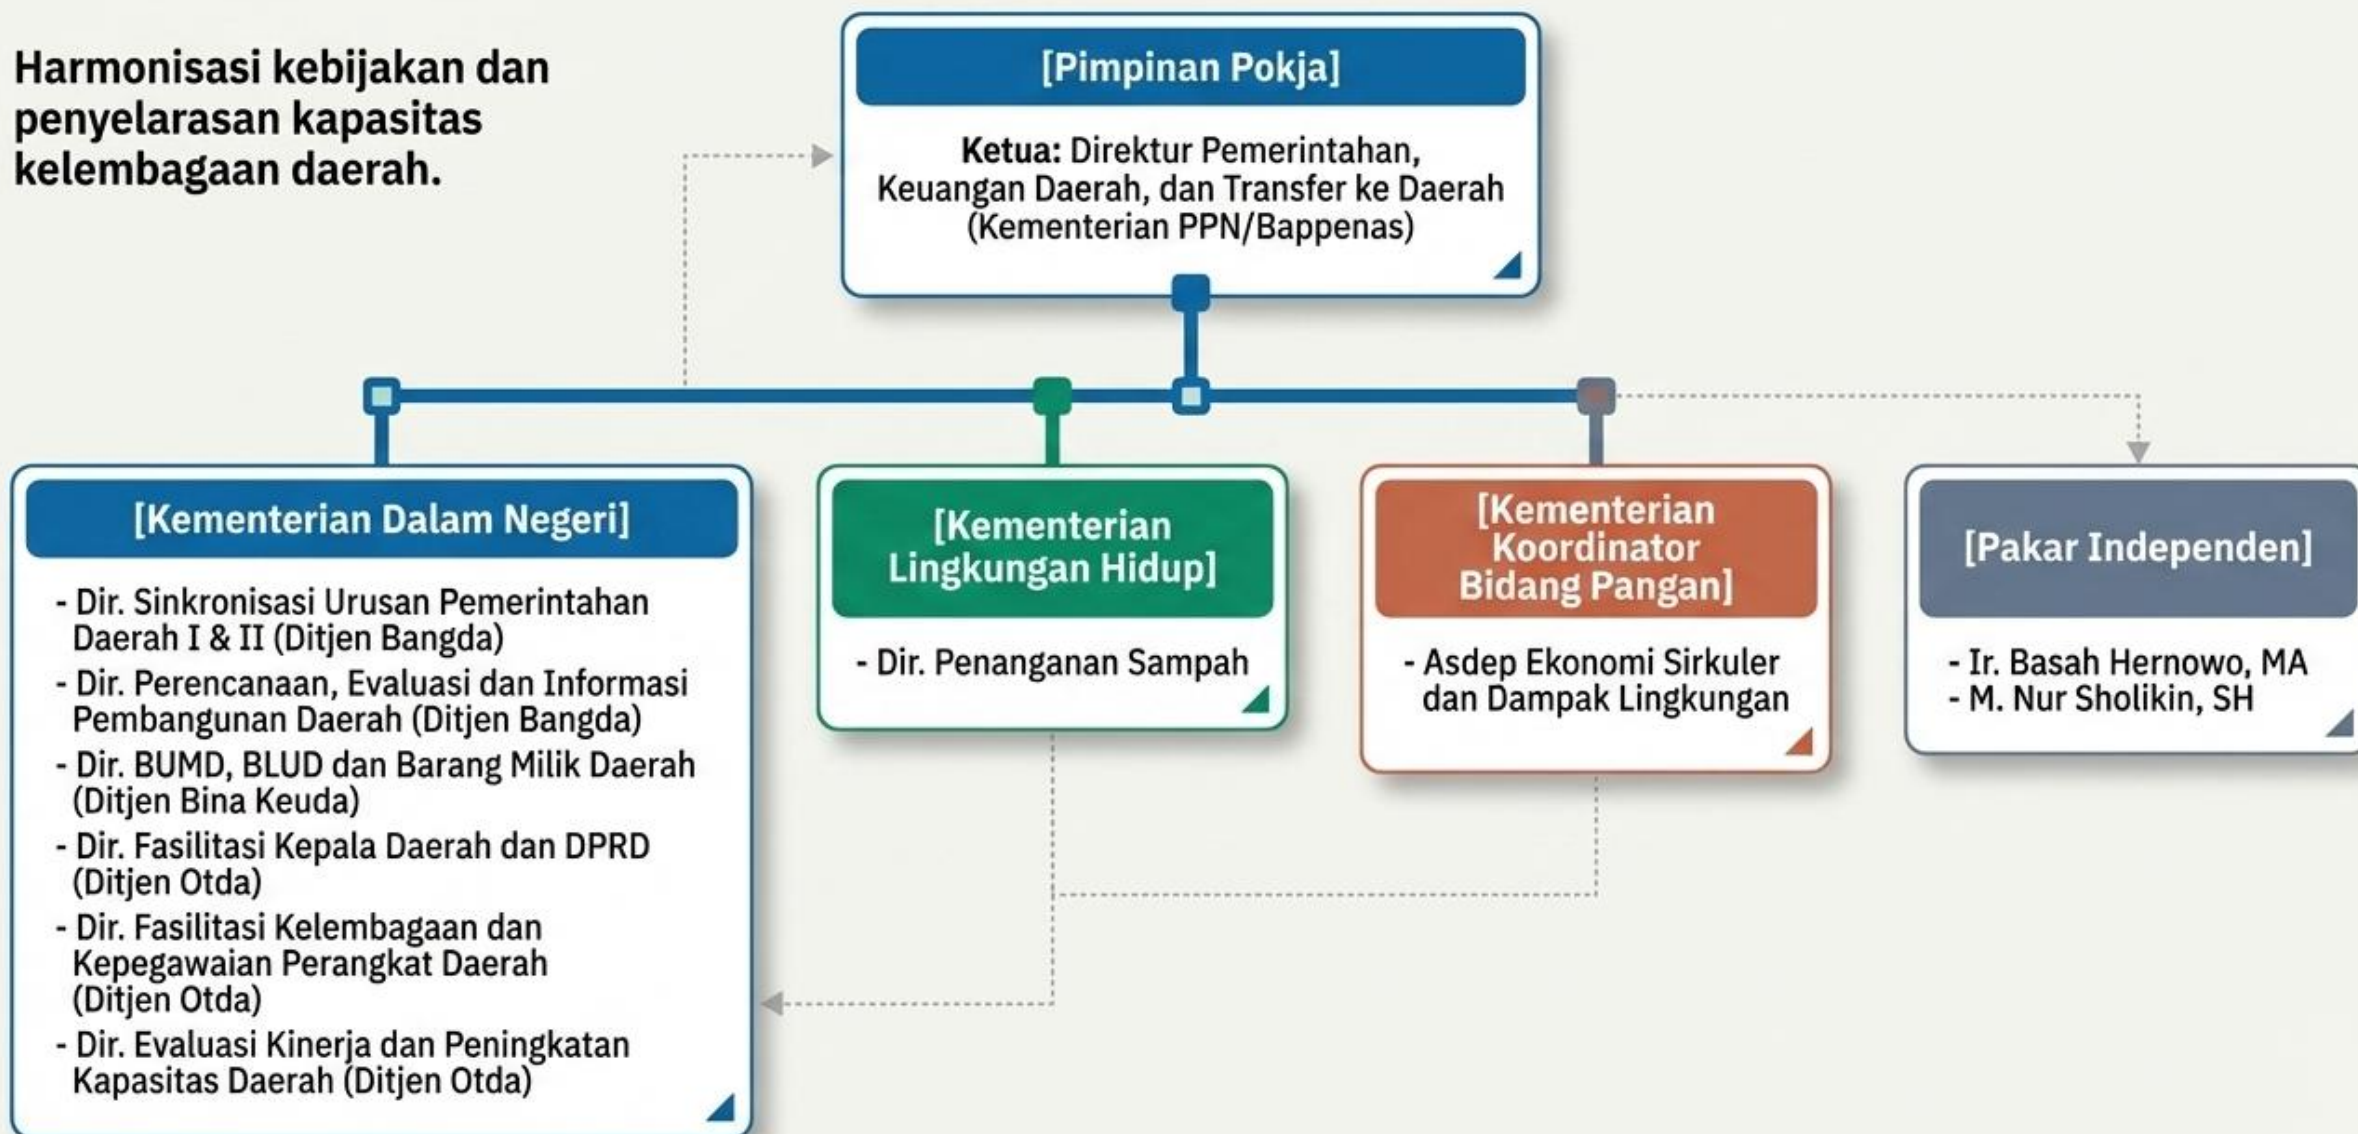 Harmonisasi kebijakan dan
penyelarasan kapasitas
kelembagaan daerah.
[Pimpinan Pokja]
Ketua: Direktur Pemerintahan,
Keuangan Daerah, dan Transfer ke Daerah
(Kementerian PPN/Bappenas)
[Kementerian Dalam Negeri]
- Dir. Sinkronisasi Urusan Pemerintahan
Daerah I & II (Ditjen Bangda)
- Dir. Perencanaan, Evaluasi dan Informasi
Pembangunan Daerah (Ditjen Bangda)
- Dir. BUMD, BLUD dan Barang Milik Daerah
(Ditjen Bina Keuda)
- Dir. Fasilitasi Kepala Daerah dan DPRD
(Ditjen Otda)
- Dir. Fasilitasi Kelembagaan dan
Kepegawaian Perangkat Daerah
(Ditjen Otda)
- Dir. Evaluasi Kinerja dan Peningkatan
Kapasitas Daerah (Ditjen Otda)
[Kementerian
Lingkungan Hidup]
- Dir. Penanganan Sampah
[Kementerian
Koordinator
Bidang Pangan]
- Asdep Ekonomi Sirkuler
dan Dampak Lingkungan
[Pakar Independen]
- Ir. Basah Hernowo, MA
- M. Nur Sholikin, SH